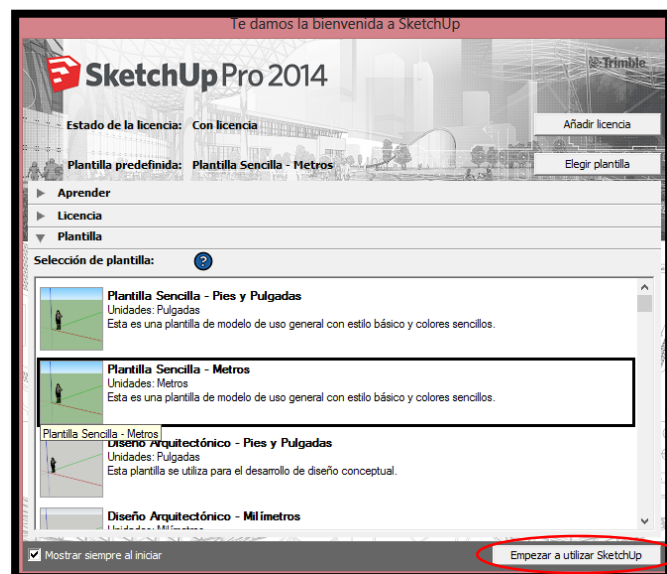 Te damos la bienvenida a SketchUp
SketchUp Pro 2014
Trimble
Estado de la licencia: Con licencia
Añadir licencia
Plantilla predefinida: Plantilla Sencilla - Metros
Elegir plantilla
Aprender
Licencia
Plantilla
Selección de plantilla: ?
Plantilla Sencilla - Pies y Pulgadas
Unidades: Pulgadas
Esta es una plantilla de modelo de uso general con estilo básico y colores sencillos.
Plantilla Sencilla - Metros
Unidades: Metros
Esta es una plantilla de modelo de uso general con estilo básico y colores sencillos.
Plantilla Sencilla - Metros
Diseño Arquitectónico - Pies y Pulgadas
Unidades: Pulgadas
Esta plantilla se utiliza para el desarrollo de diseño conceptual.
Diseño Arquitectónico - Milímetros
Mostrar siempre al iniciar
Empezar a utilizar SketchUp